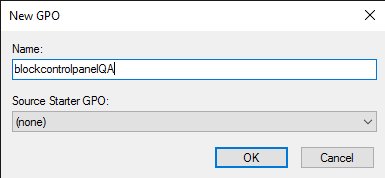 New GPO
Name:
blockcontrolpanelQA
Source Starter GPO:
(none)
OK Cancel